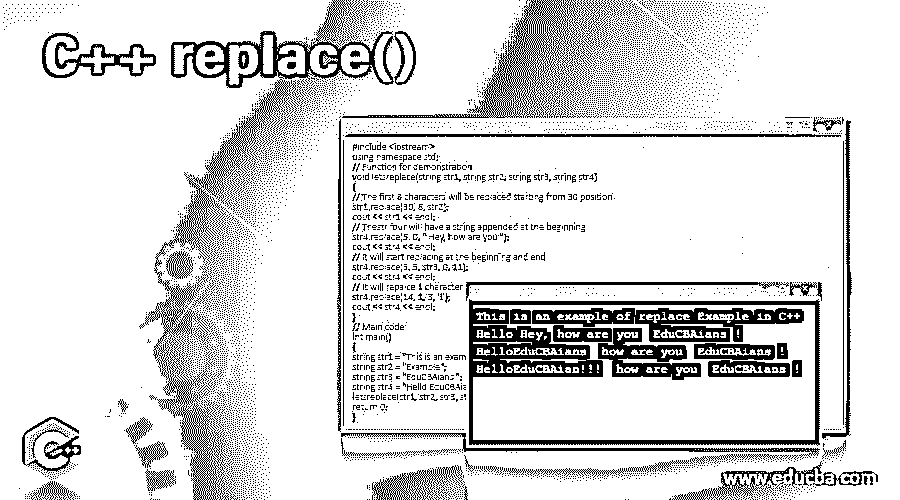 C++ replace()
#include <iostream>
using namespace std;
// Function for demonstration
void letsreplace(string str1, string str2, string str3, string str4)
{
// The first 8 characters will be replaced starting from 30 position.
str1.replace(30, 8, str2);
cout << str1 << endl;
// The str four will have a string appended at the beginning
str4.replace(5, 0, " Hey, how are you");
cout << str4 << endl;
// It will start replacing at the beginning and end
str4.replace(5, 5, str3, 0, 11);
cout << str4 << endl;
// It will replace 1 character
str4.replace(14, 1, 3, '!');
cout << str4 << endl;
}
// Main code
int main()
{
string str1 = "This is an exam
string str2 = "Example";
string str3 = "EduCBAians";
string str4 = "Hello EduCBAi
letsreplace(str1, str2, str3, st
return 0;
}
This is an example of replace Example in C++
Hello Hey, how are you EduCBAians !
HelloEduCBAians how are you EduCBAians !
HelloEduCBAian!!! how are you EduCBAians !
www.educba.com